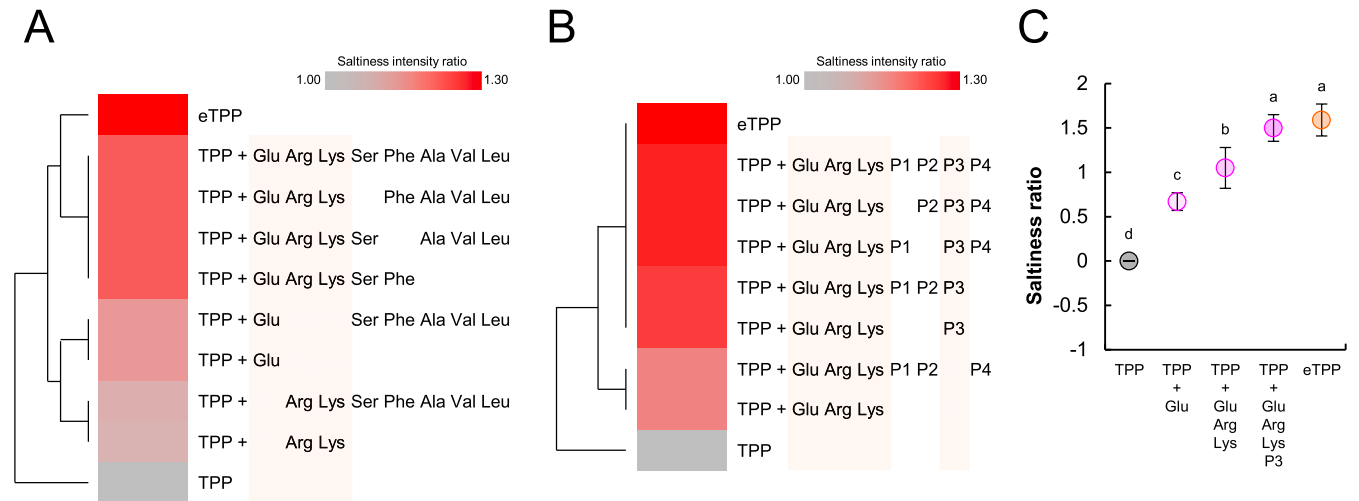 A
Saltiness intensity ratio
1.00
1.30
eTPP
TPP + Glu Arg Lys Ser Phe Ala Val Leu
TPP + Glu Arg Lys Phe Ala Val Leu
TPP + Glu Arg Lys Ser Ala Val Leu
TPP + Glu Arg Lys Ser Phe
TPP + Glu Ser Phe Ala Val Leu
TPP + Glu
TPP + Arg Lys Ser Phe Ala Val Leu
TPP + Arg Lys
TPP
B
Saltiness intensity ratio
1.00
1.30
eTPP
TPP + Glu Arg Lys P1 P2 P3 P4
TPP + Glu Arg Lys P2 P3 P4
TPP + Glu Arg Lys P1 P3 P4
TPP + Glu Arg Lys P1 P2 P3
TPP + Glu Arg Lys P3
TPP + Glu Arg Lys P1 P2 P4
TPP + Glu Arg Lys
TPP
C
Saltiness ratio
2
1.5
1
0.5
0
-0.5
-1
d
c
b
a
a
TPP
TPP
+
Glu
TPP
+
Glu
Arg
Lys
TPP
+
Glu
Arg
Lys
P3
eTPP